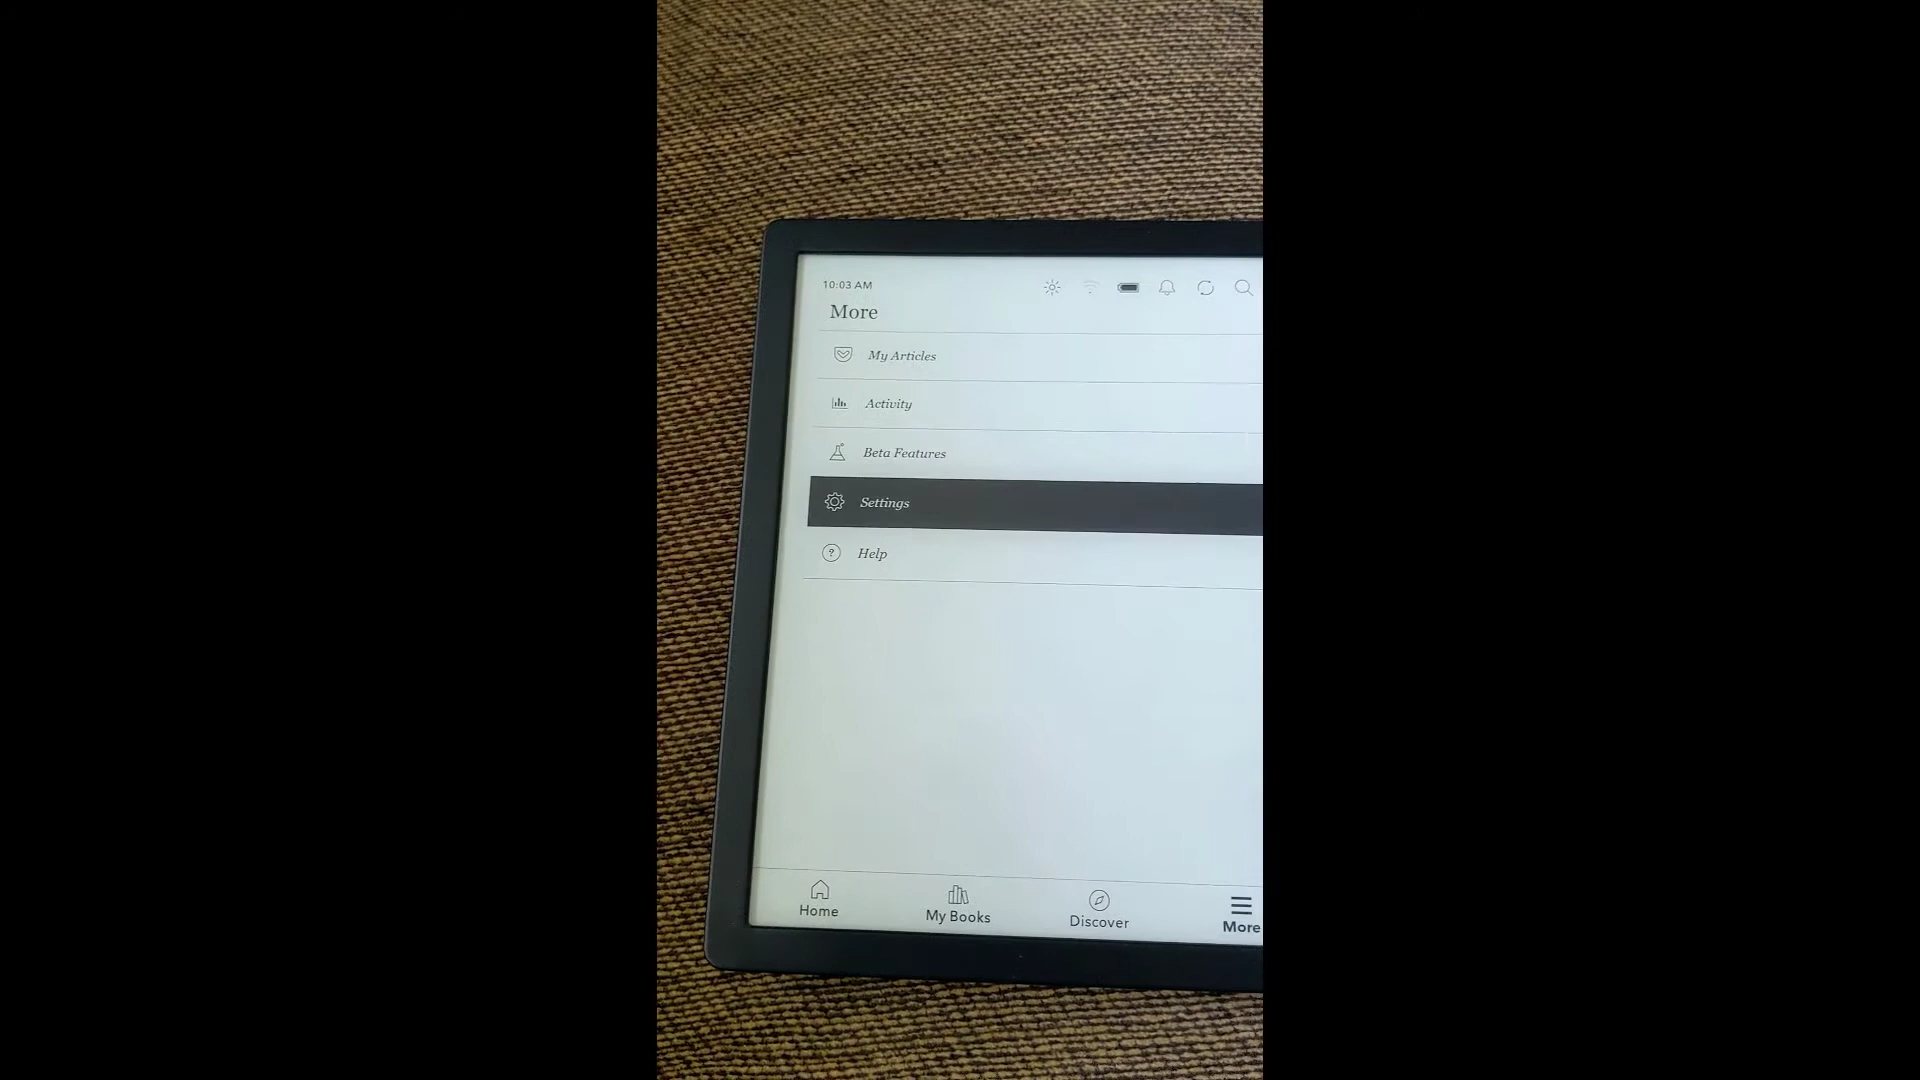 10:03 AM
More
My Articles
Activity
Beta Features
Settings
? Help
Home
My Books
Discover
More